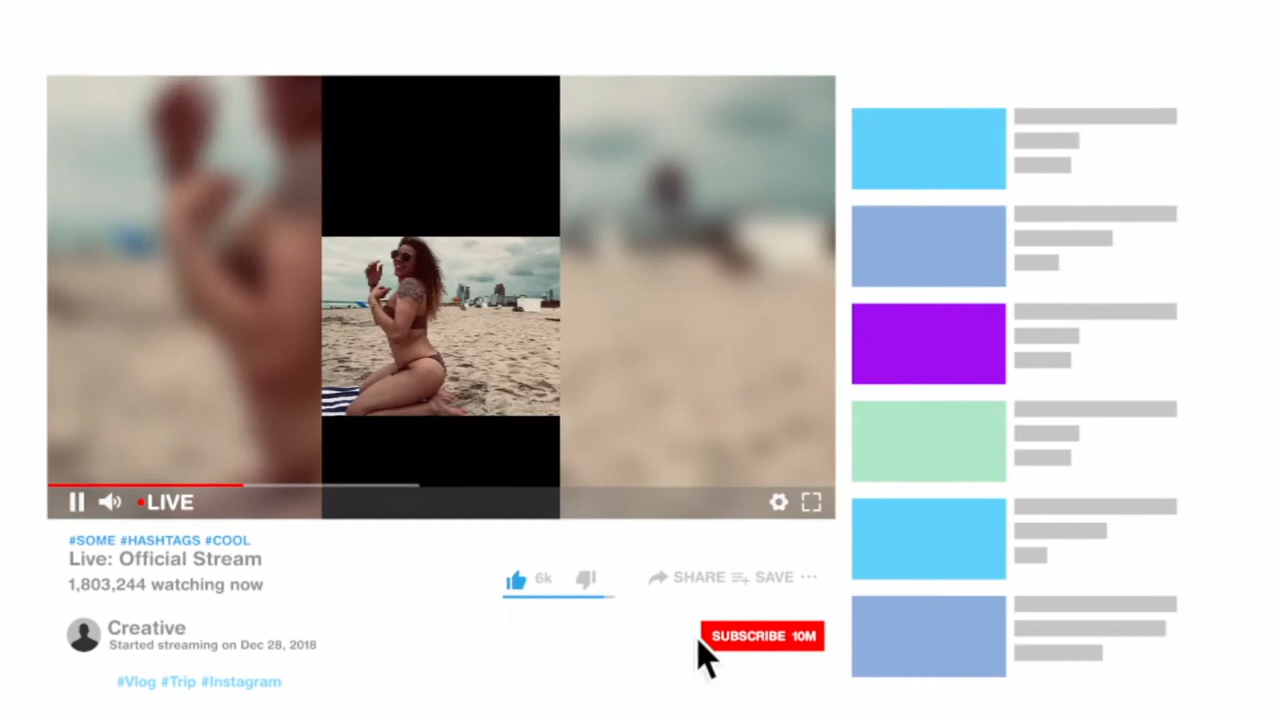 LIVE
#SOME #HASHTAGS #COOL
Live: Official Stream
1,803,244 watching now
6k
SHARE
SAVE
Creative
Started streaming on Dec 28, 2018
SUBSCRIBE 10M
#Vlog #Trip #Instagram